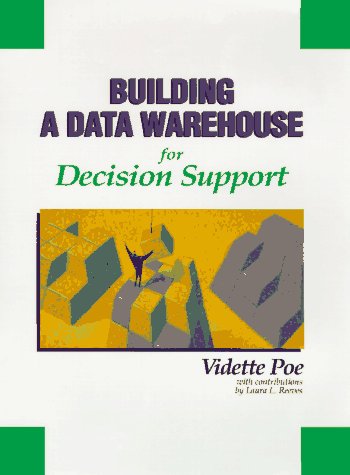 BUILDING
A DATA WAREHOUSE
for
Decision Support
Vidette Poe
with contributions
by Laura L. Reeves